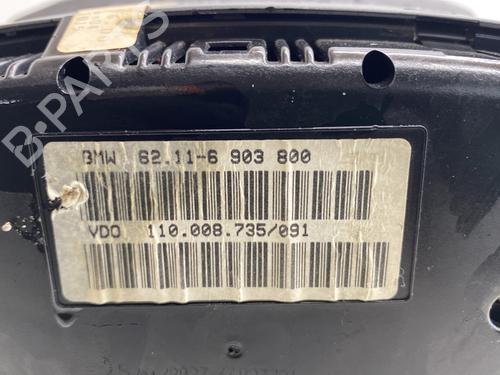 BMW 62.11-6 903 800
VDO 110.008.735/091
B-PARTS